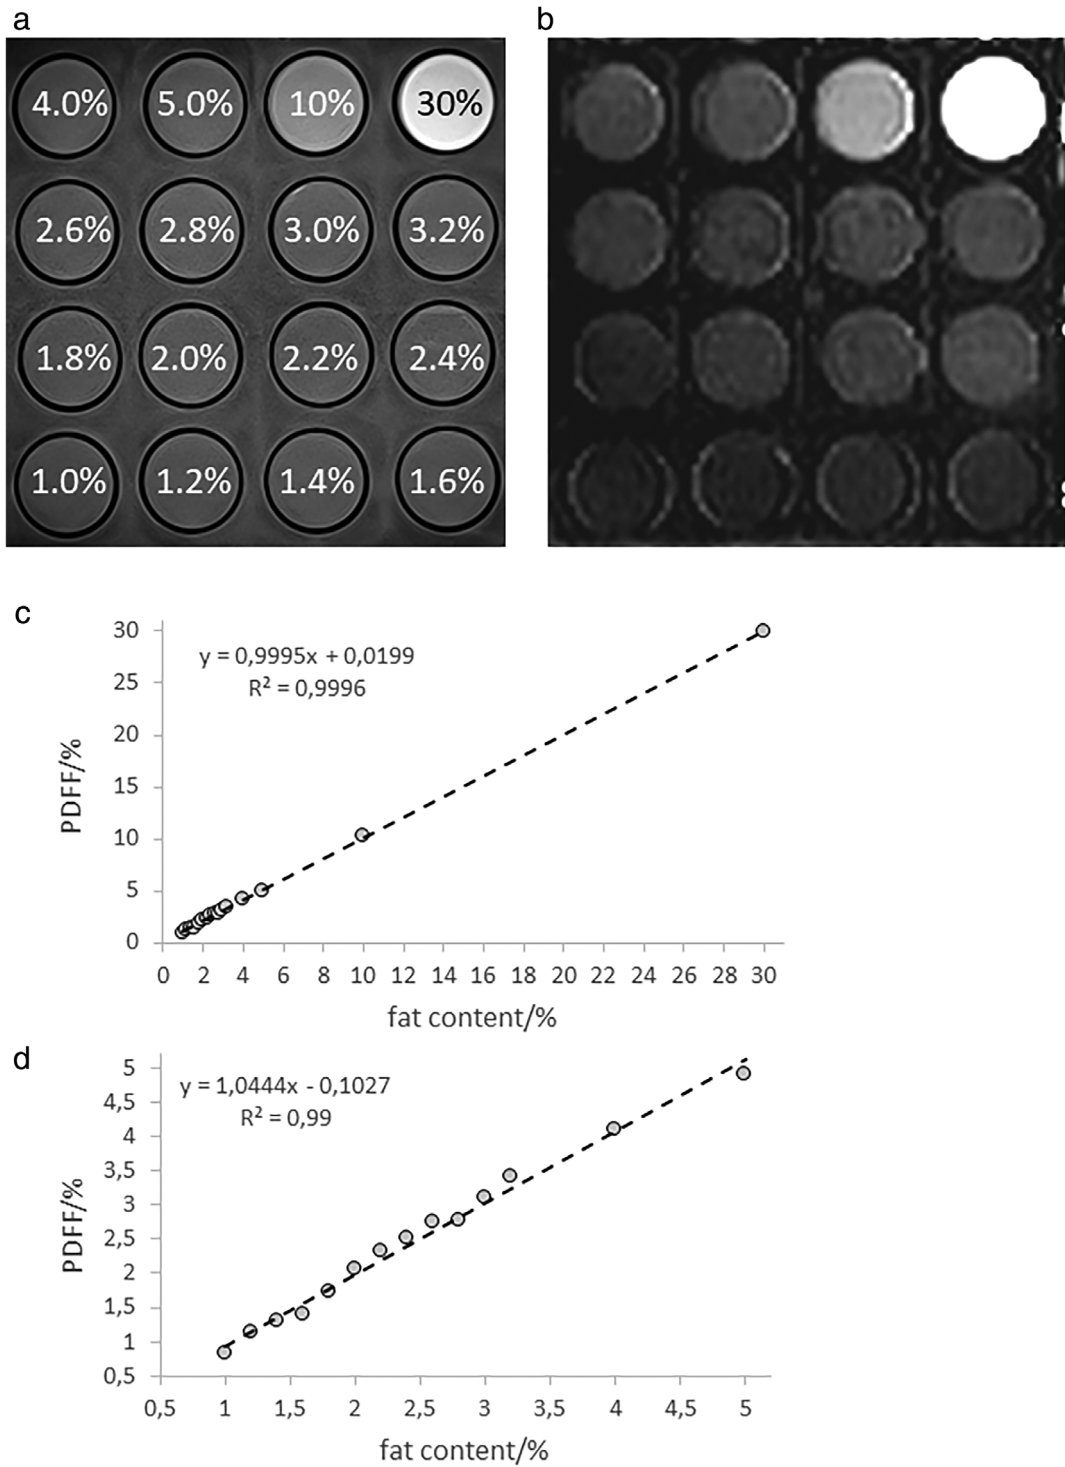 a
b
4.0% 5.0% 10% 30%
2.6% 2.8% 3.0% 3.2%
1.8% 2.0% 2.2% 2.4%
1.0% 1.2% 1.4% 1.6%
c
y = 0,9995x + 0,0199
R² = 0,9996
30
25
20
15
10
5
0
PDFF/%
0 2 4 6 8 10 12 14 16 18 20 22 24 26 28 30
fat content/%
d
y = 1,0444x - 0,1027
R² = 0,99
5
4,5
4
3,5
3
2,5
2
1,5
1
0,5
PDFF/%
0,5 1 1,5 2 2,5 3 3,5 4 4,5 5
fat content/%